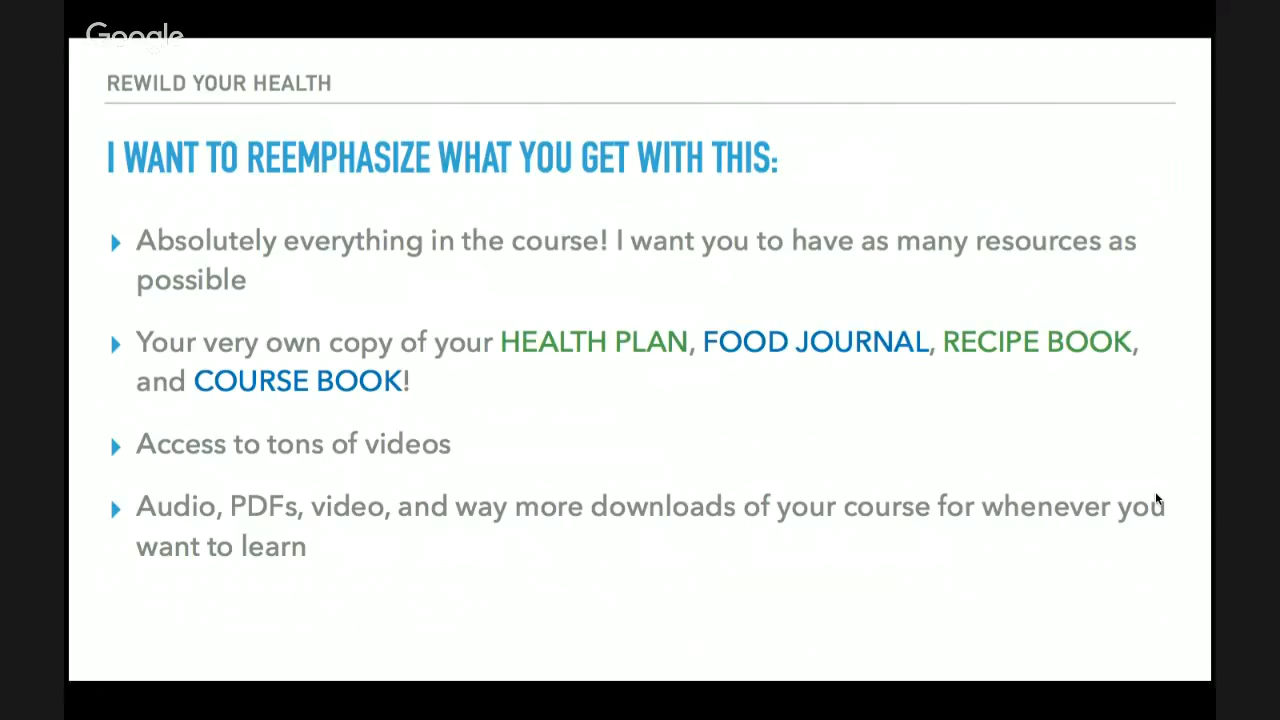 Google
REWILD YOUR HEALTH
I WANT TO REEMPHASIZE WHAT YOU GET WITH THIS:
Absolutely everything in the course! I want you to have as many resources as
possible
Your very own copy of your HEALTH PLAN, FOOD JOURNAL, RECIPE BOOK,
and COURSE BOOK!
Access to tons of videos
Audio, PDFs, video, and way more downloads of your course for whenever you
want to learn